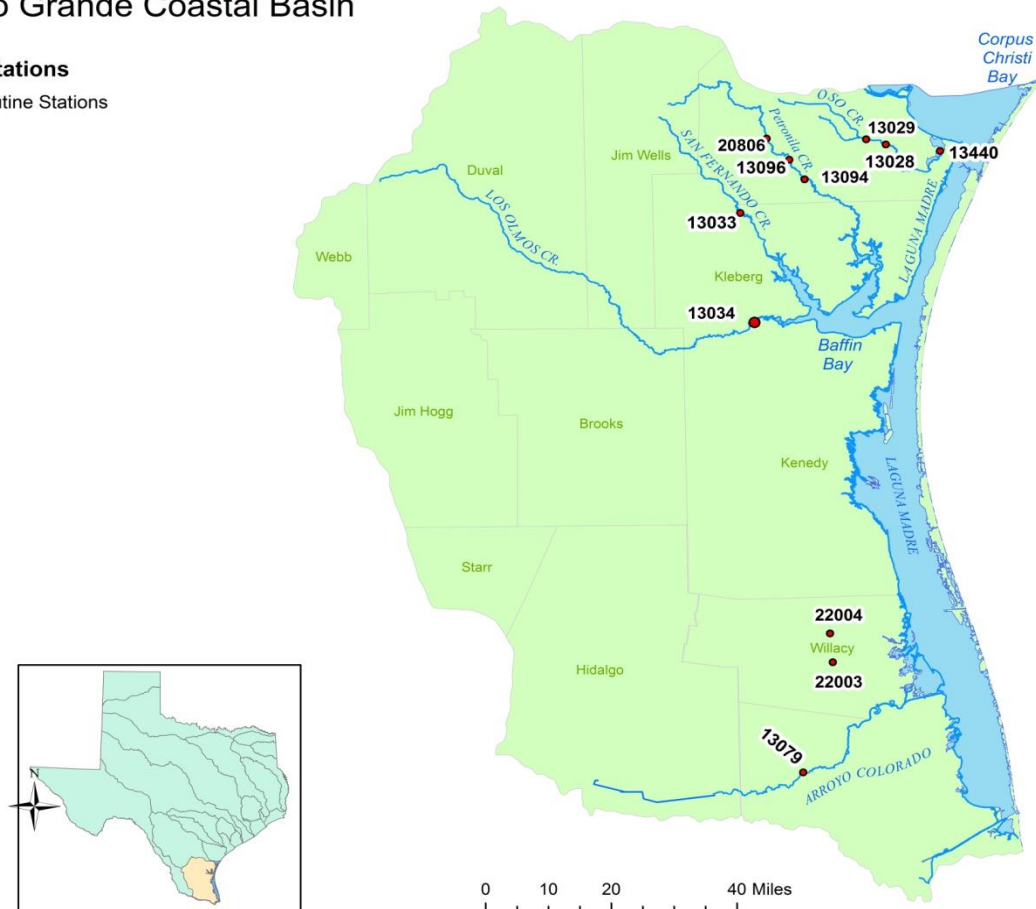 o Grande Coastal Basin
tations
utine Stations
Corpus
Christi
Bay
OSO CR.
13029
20806
Petronila CR.
13028
13440
13096
13094
Jim Wells
SAN FERNANDO CR.
Duval
LOS OLMOS CR.
13033
LAGUNA MADRE
Webb
Kleberg
13034
Baffin
Bay
Jim Hogg
Brooks
Kenedy
LAGUNA MADRE
Starr
22004
Willacy
Hidalgo
22003
13079
ARROYO COLORADO
N
0 10 20 40 Miles